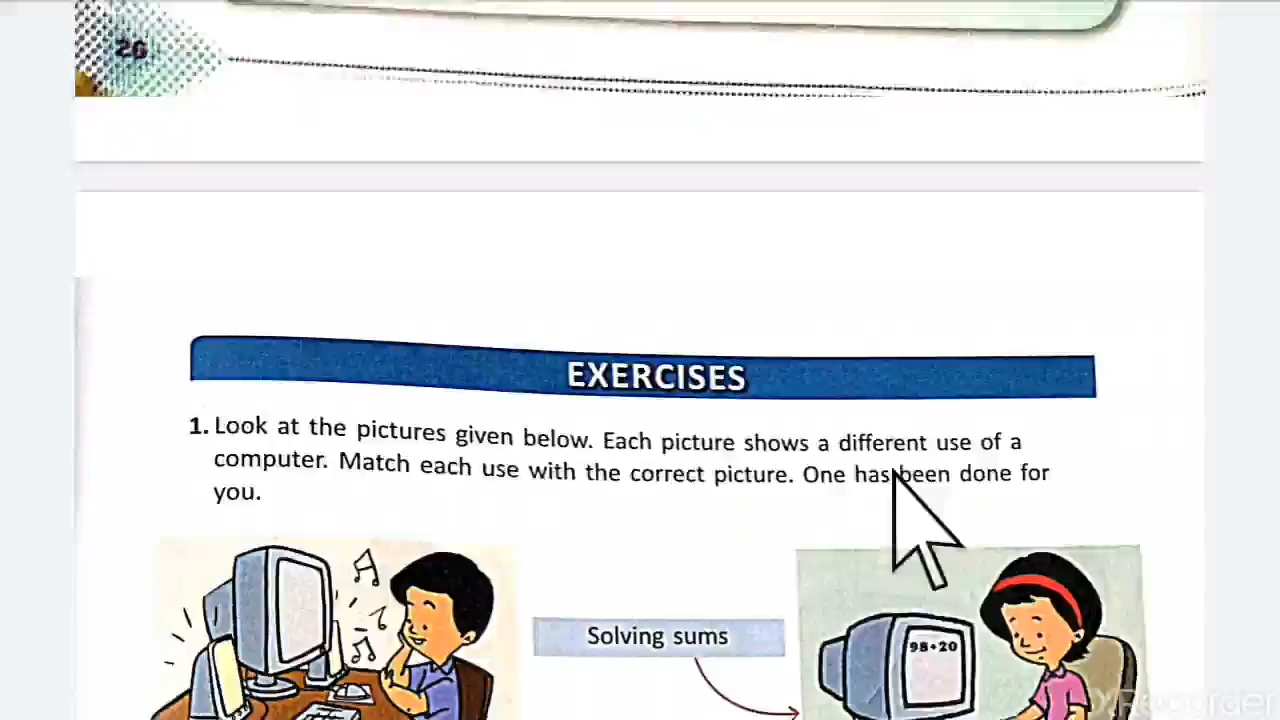 26
EXERCISES
1. Look at the pictures given below. Each picture shows a different use of a
computer. Match each use with the correct picture. One has been done for
you.
Solving sums
98+20
XRecorder